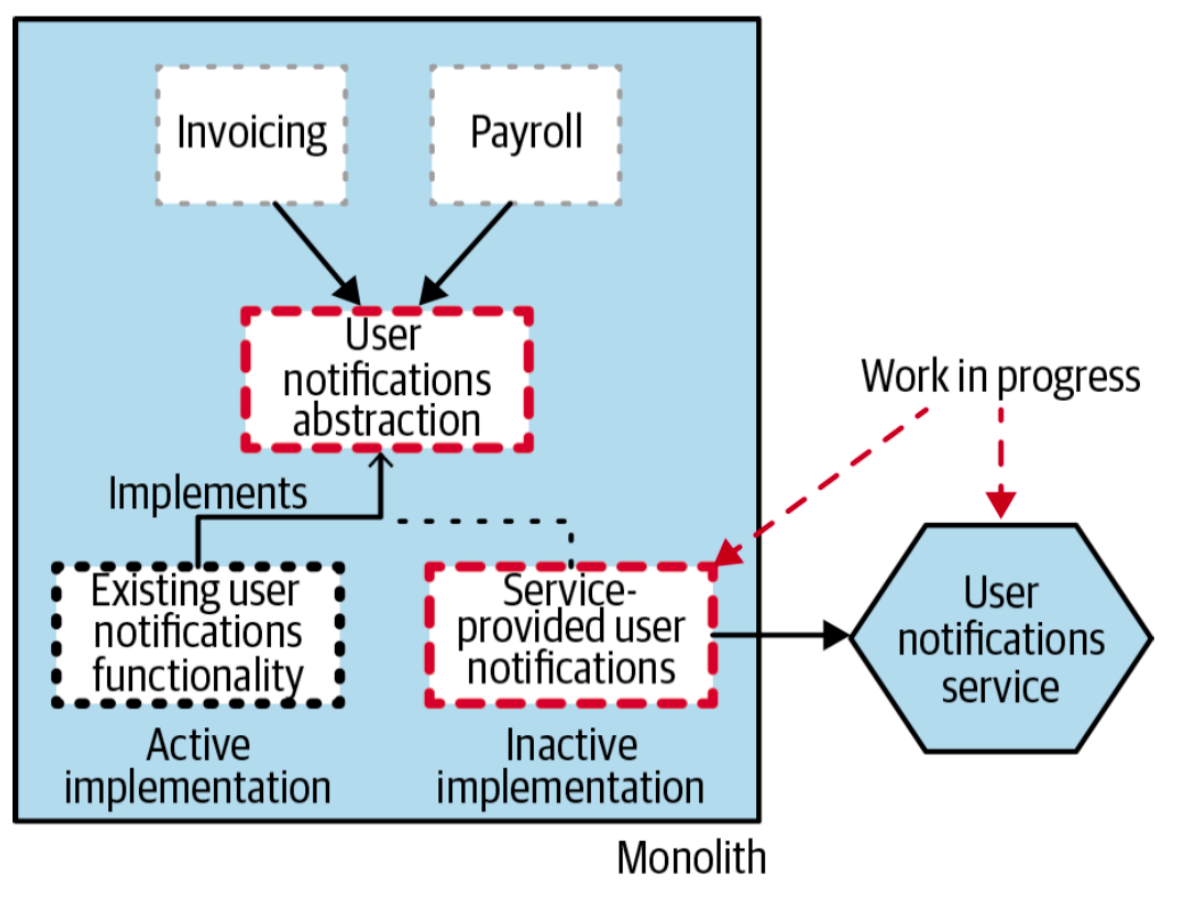 Invoicing
Payroll
User
notifications
abstraction
Work in progress
Implements
Existing user
notifications
functionality
Service-
provided user
notifications
User
notifications
service
Active
implementation
Inactive
implementation
Monolith